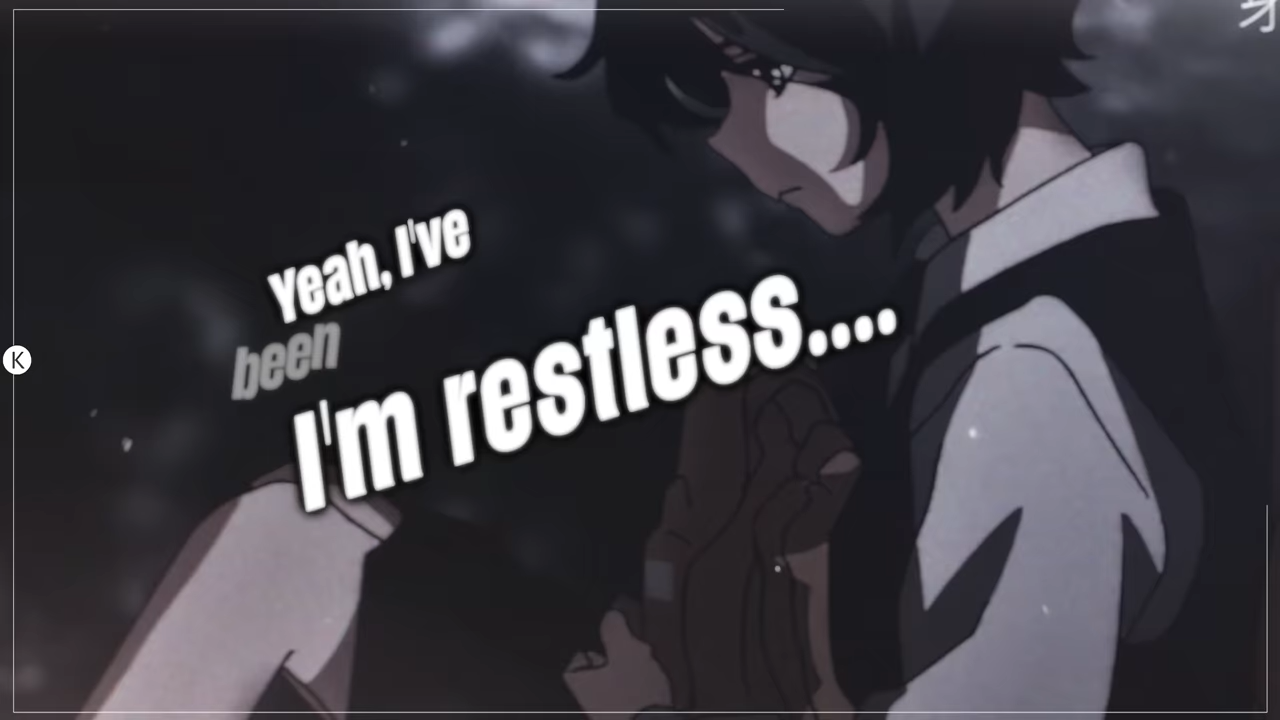 Yeah, I've
been
I'm restless....
K